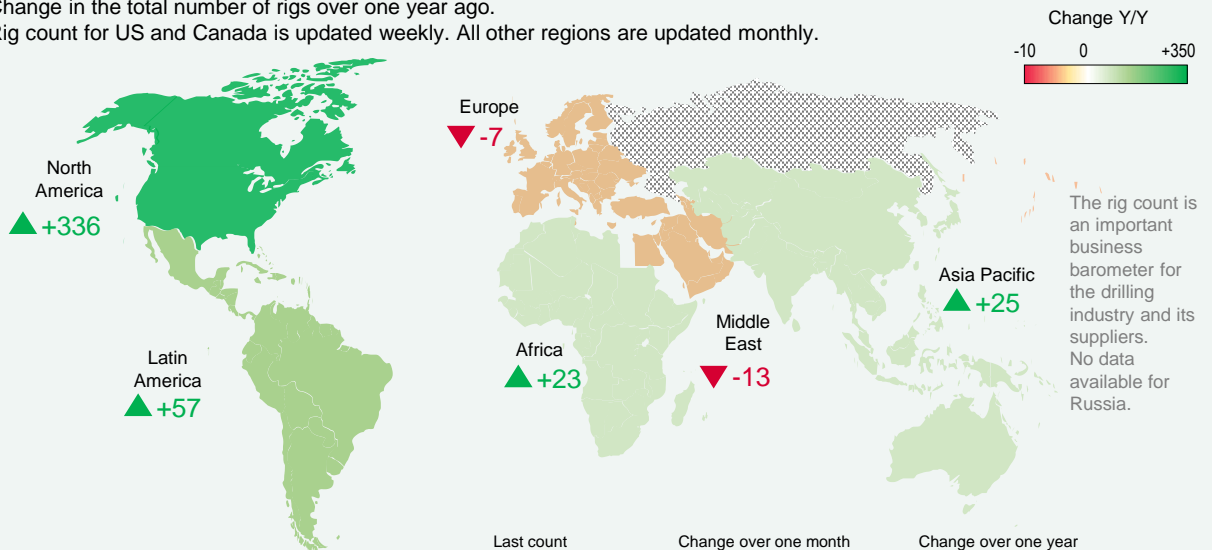 Change in the total number of rigs over one year ago.
Rig count for US and Canada is updated weekly. All other regions are updated monthly.
Change Y/Y
-10 0 +350
Europe
-7
North
America
+336
The rig count is
an important
business
barometer for
the drilling
industry and its
suppliers.
No data
available for
Russia.
Asia Pacific
+25
Middle
East
-13
Africa
+23
Latin
America
+57
Last count Change over one month Change over one year